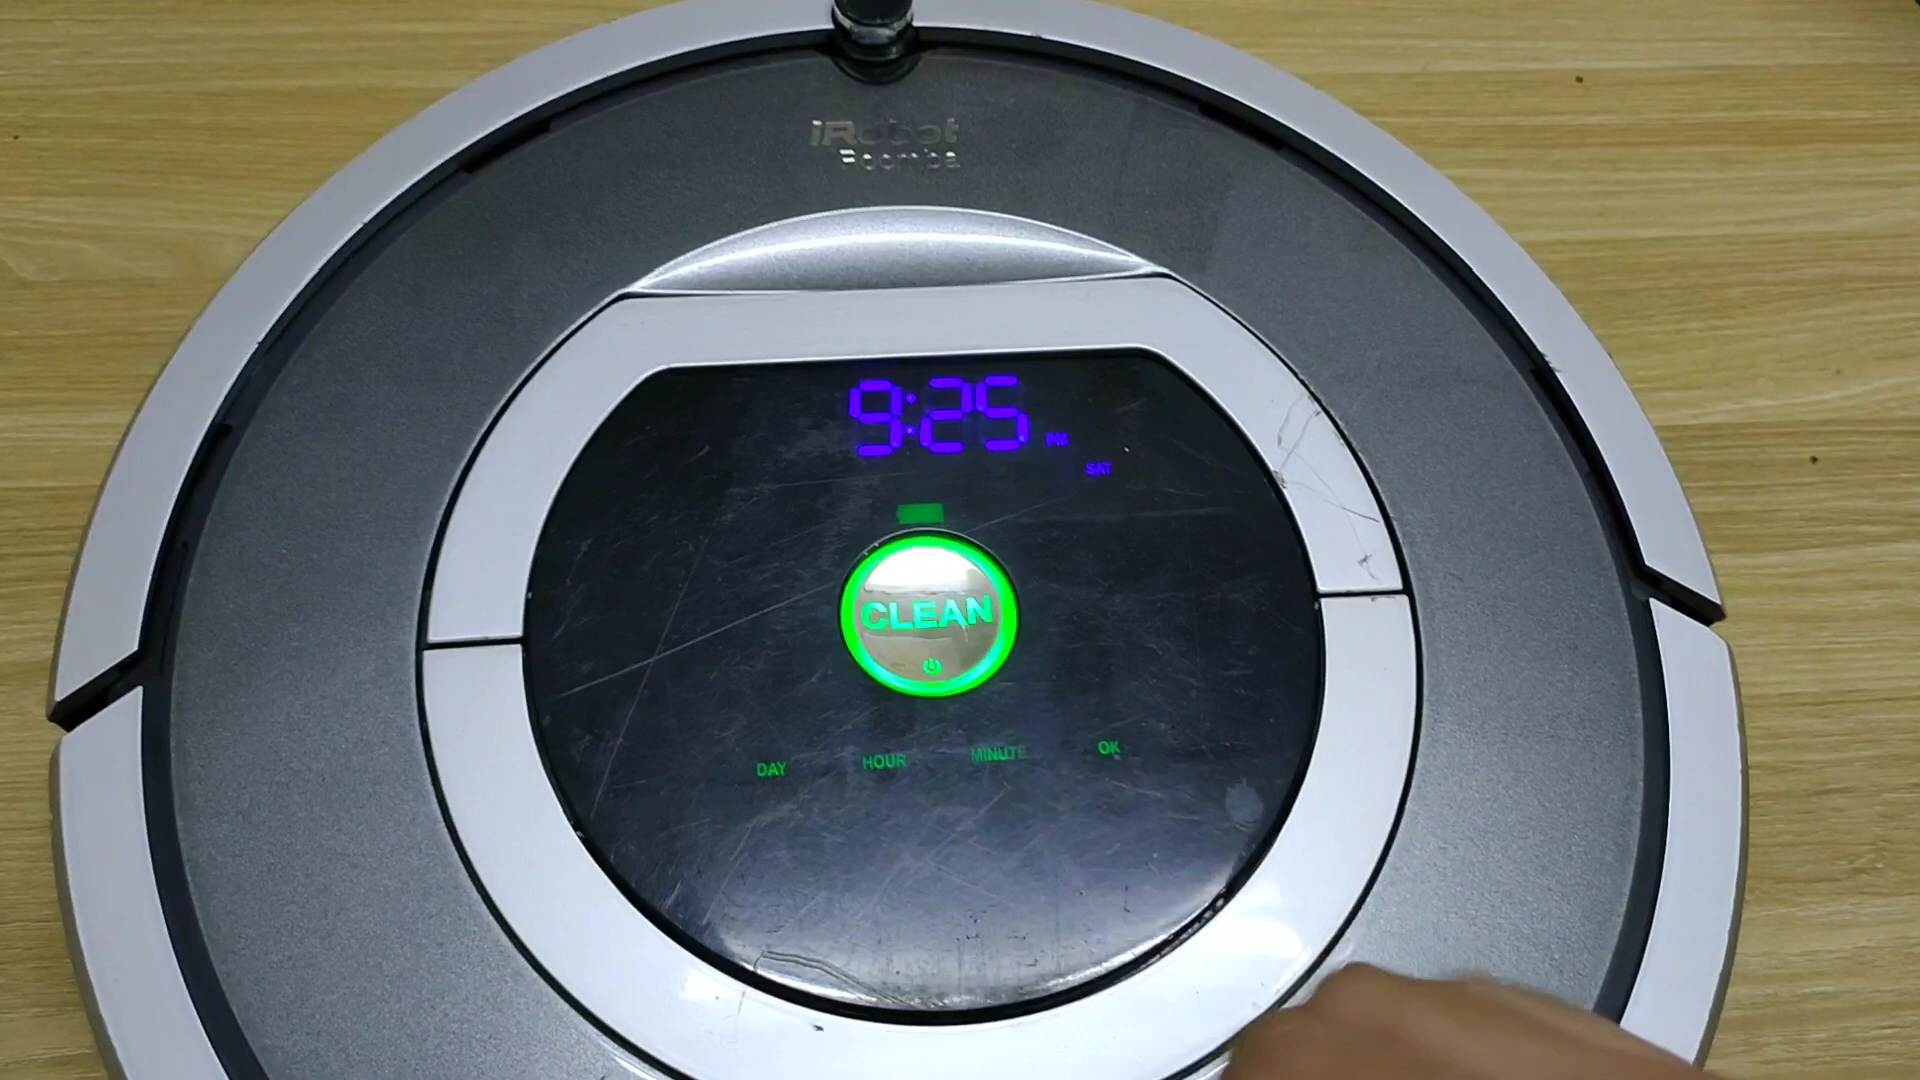 iRobot
Roomba
9:25 PM
SAT
CLEAN
DAY HOUR MINUTE OK